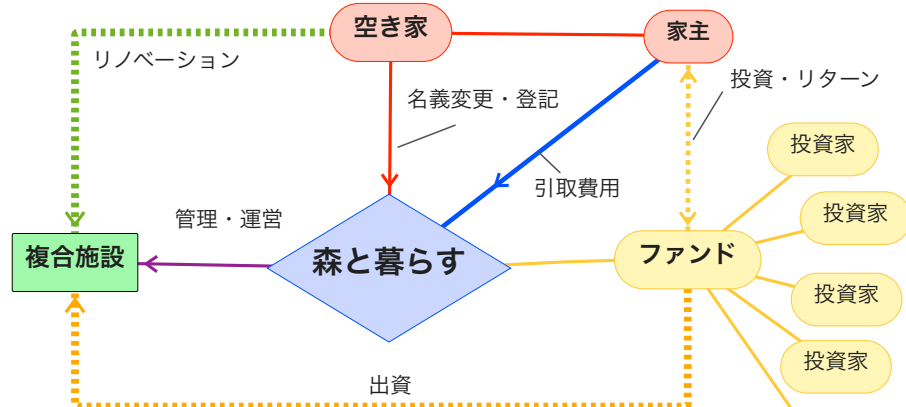 空き家
家主
リノベーション
投資・リターン
名義変更・登記
投資家
引取費用
投資家
管理・運営
複合施設
森と暮らす
ファンド
投資家
投資家
出資